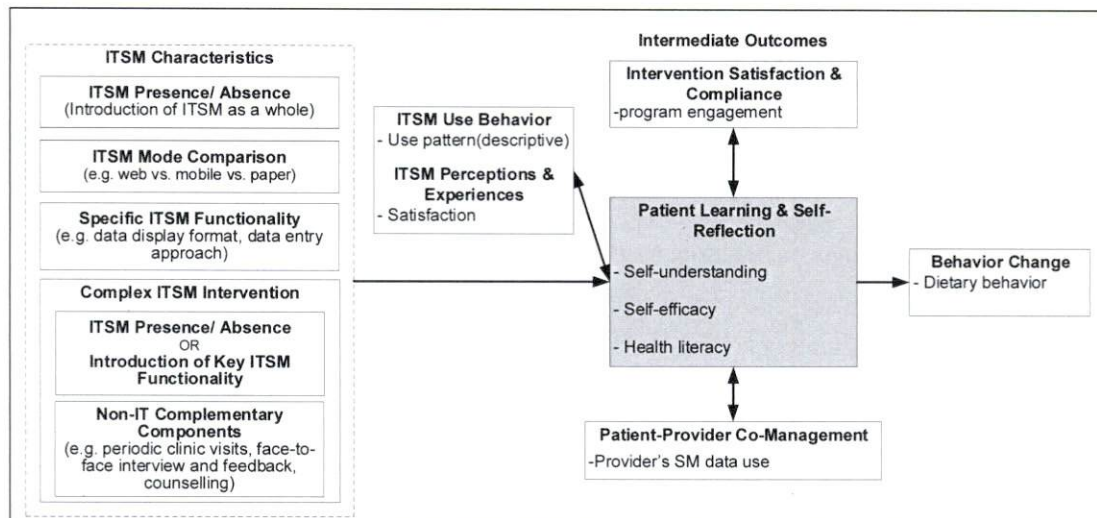 ITSM Characteristics
ITSM Presence/ Absence
(Introduction of ITSM as a whole)
ITSM Mode Comparison
(e.g. web vs. mobile vs. paper)
Specific ITSM Functionality
(e.g. data display format, data entry
approach)
Complex ITSM Intervention
ITSM Presence/ Absence
OR
Introduction of Key ITSM
Functionality
Non-IT Complementary
Components
(e.g. periodic clinic visits, face-to-
face interview and feedback,
counselling)
ITSM Use Behavior
- Use pattern(descriptive)
ITSM Perceptions &
Experiences
- Satisfaction
Intermediate Outcomes
Intervention Satisfaction &
Compliance
-program engagement
Patient Learning & Self-
Reflection
- Self-understanding
- Self-efficacy
- Health literacy
Patient-Provider Co-Management
-Provider's SM data use
Behavior Change
- Dietary behavior